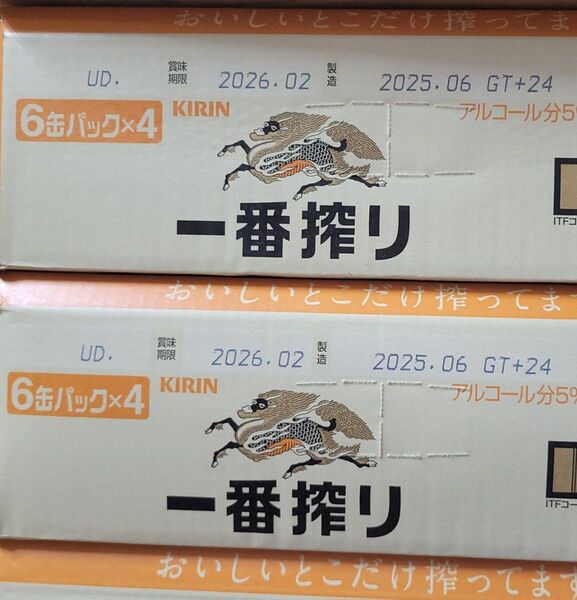 おいしいとこだけ搾ってます
UD. 賞味期限 2026.02 製造 2025.06 GT+24
6缶パック×4 KIRIN アルコール分5
一番搾り
ITFコー
おいしいとこだけ搾ってます
UD. 賞味期限 2026.02 製造 2025.06 GT+24
6缶パック×4 KIRIN アルコール分5%
一番搾り
ITFコー
おいしいとこだけ搾ってます